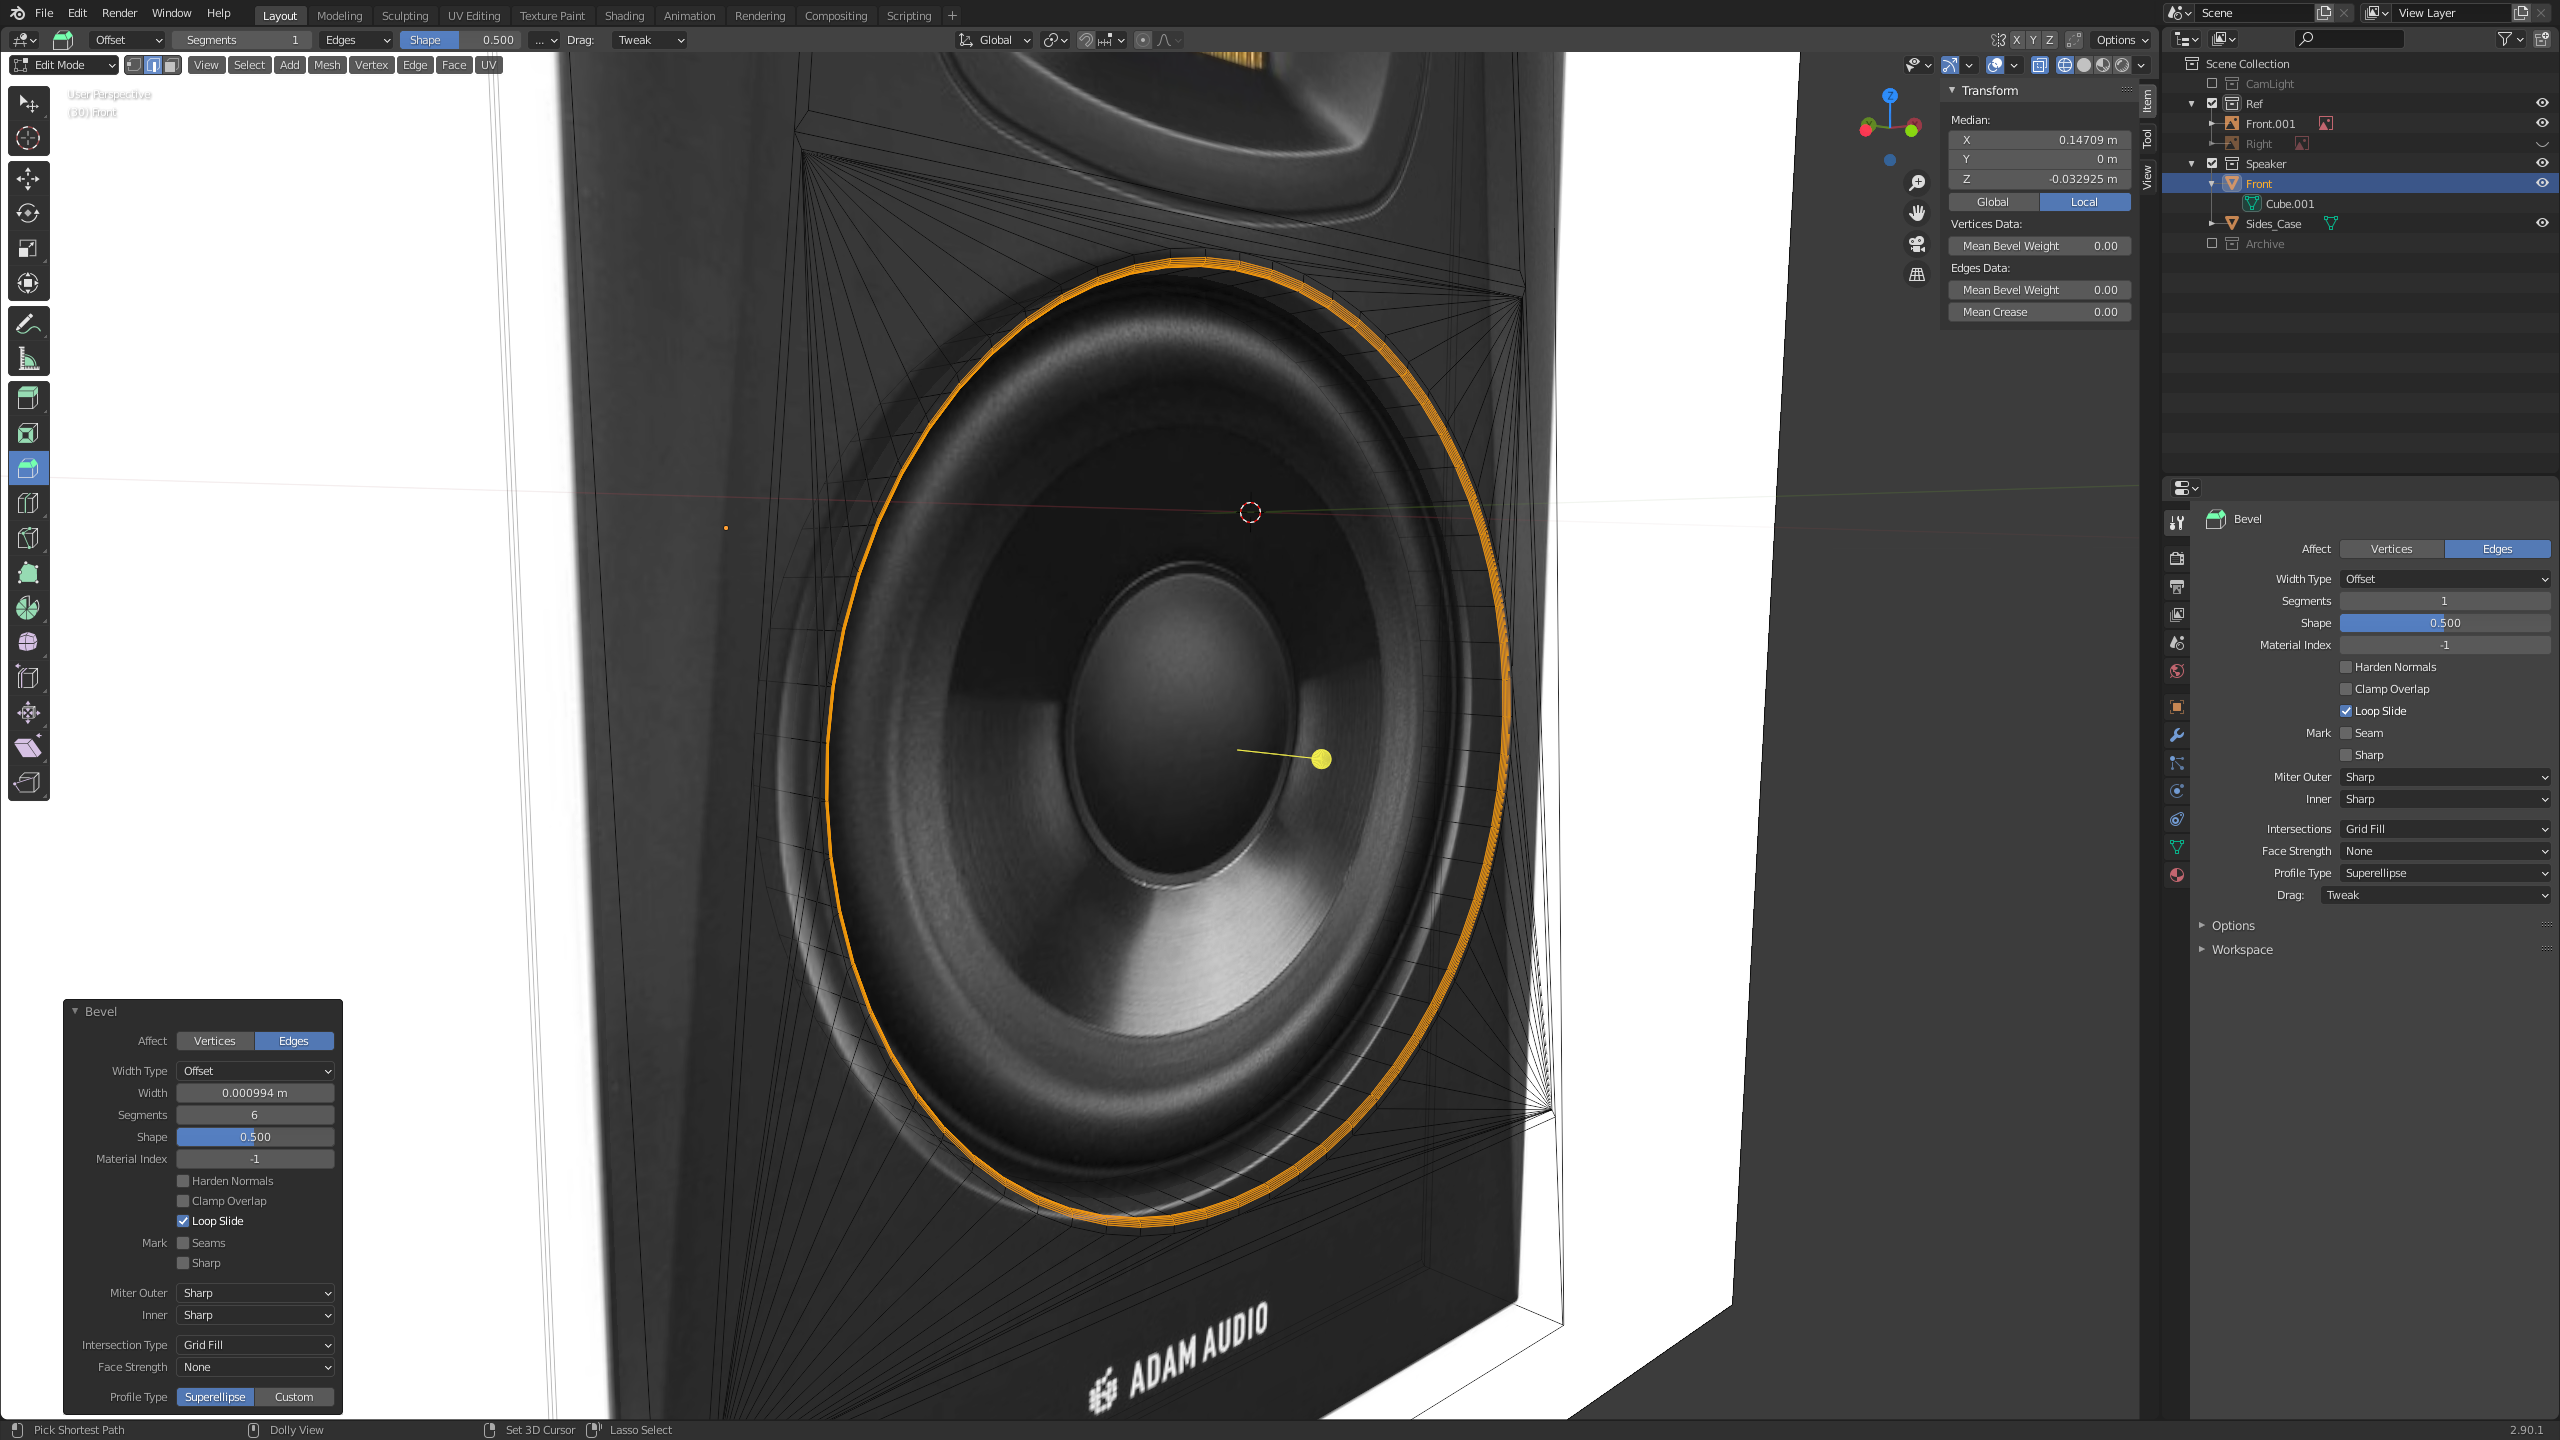 File Edit Render Window Help Layout Modeling Sculpting UV Editing Texture Paint Shading Animation Rendering Compositing Scripting +
Scene View Layer
Offset Segments 1 Edges Shape 0.500 ... Drag: Tweak Global X Y Z Options
Edit Mode View Select Add Mesh Vertex Edge Face UV
User Perspective
(30) Front
Z
Transform
Median:
X 0.14709 m
Y 0 m
Z -0.032925 m
Global Local
Vertices Data:
Mean Bevel Weight 0.00
Edges Data:
Mean Bevel Weight 0.00
Mean Crease 0.00
Item
Tool
View
Scene Collection
CamLight
Ref
Front.001
Right
Speaker
Front
Cube.001
Sides_Case
Archive
Bevel
Affect Vertices Edges
Width Type Offset
Segments 1
Shape 0.500
Material Index -1
Harden Normals
Clamp Overlap
Loop Slide
Mark Seam
Sharp
Miter Outer Sharp
Inner Sharp
Intersections Grid Fill
Face Strength None
Profile Type Superellipse
Drag: Tweak
Options
Workspace
Bevel
Affect Vertices Edges
Width Type Offset
Width 0.000994 m
Segments 6
Shape 0.500
Material Index -1
Harden Normals
Clamp Overlap
Loop Slide
Mark Seams
Sharp
Miter Outer Sharp
Inner Sharp
Intersection Type Grid Fill
Face Strength None
Profile Type Superellipse Custom
ADAM AUDIO
Pick Shortest Path Dolly View Set 3D Cursor Lasso Select 2.90.1